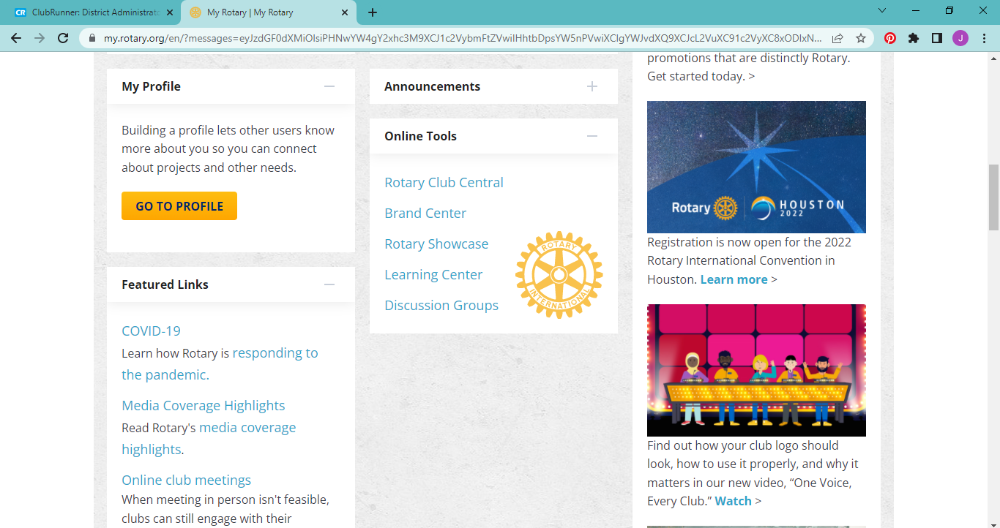 ClubRunner: District Administrato
My Rotary | My Rotary
my.rotary.org/en/?messages=eyJzdGF0dXMiOlsiPHNwYW4gY2xhc3M9XCJ1c2VybmFtZVwiIHhtbDpsYW5nPVwiXCIgYWJvdXQ9XCJcL2VuXC91c2VyXC8xODIxN...
J
My Profile
Building a profile lets other users know
more about you so you can connect
about projects and other needs.
GO TO PROFILE
Featured Links
COVID-19
Learn how Rotary is responding to
the pandemic.
Media Coverage Highlights
Read Rotary's media coverage
highlights.
Online club meetings
When meeting in person isn't feasible,
clubs can still engage with their
Announcements
Online Tools
Rotary Club Central
Brand Center
Rotary Showcase
Learning Center
Discussion Groups
ROTARY
INTERNATIONAL
promotions that are distinctly Rotary.
Get started today. >
Rotary
HOUSTON
2022
Registration is now open for the 2022
Rotary International Convention in
Houston. Learn more >
Find out how your club logo should
look, how to use it properly, and why it
matters in our new video, “One Voice,
Every Club.” Watch >